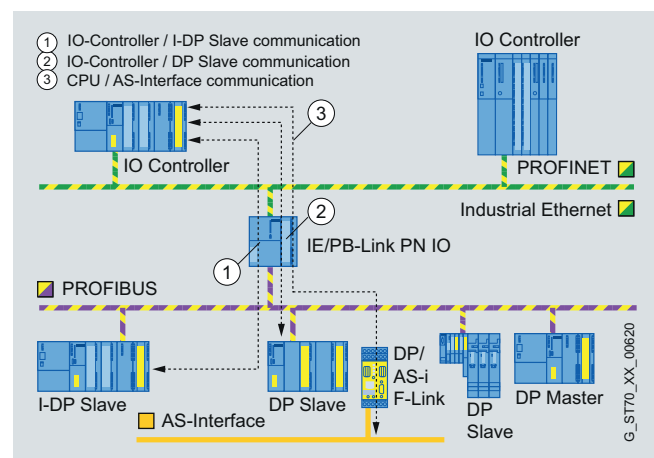 1 IO-Controller / I-DP Slave communication
2 IO-Controller / DP Slave communication
3 CPU / AS-Interface communication
IO Controller
3
IO Controller
PROFINET
Industrial Ethernet
2
IE/PB-Link PN IO
1
PROFIBUS
I-DP Slave
DP Slave
DP/
AS-i
F-Link
DP
Slave
DP Master
AS-Interface
G_ST70_XX_00620